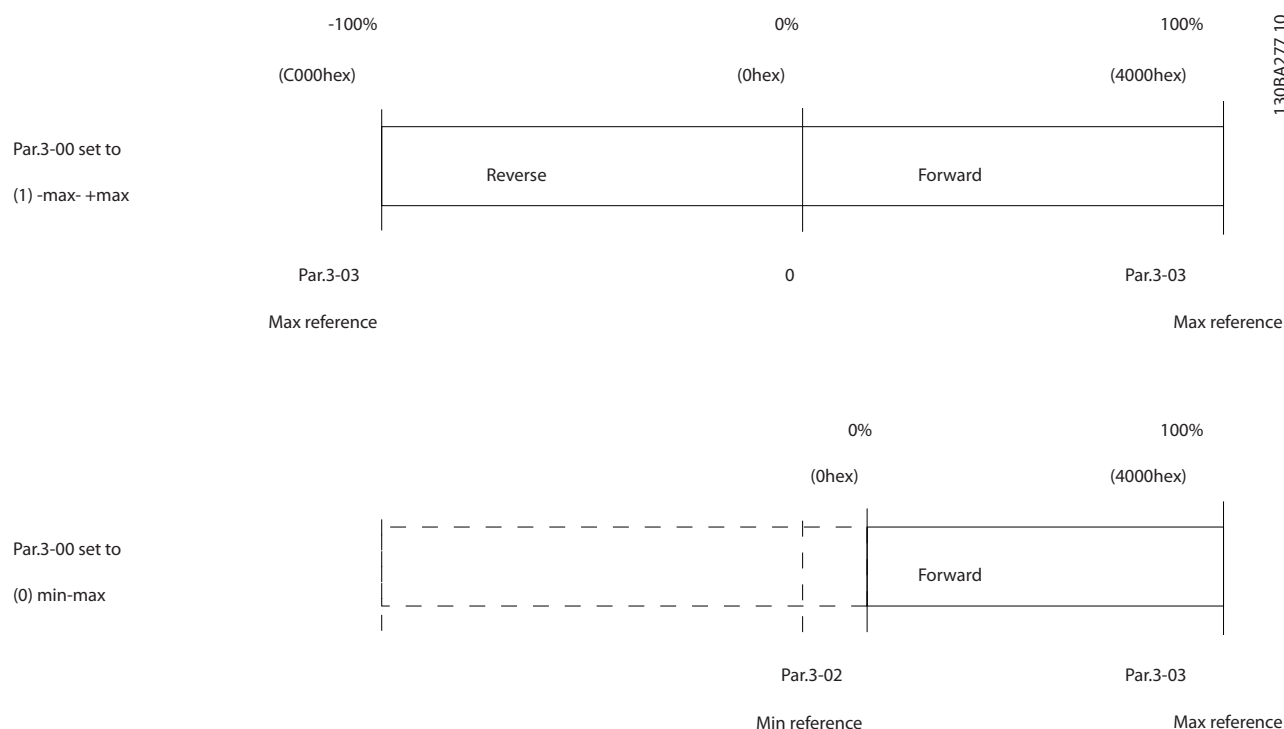 -100% 0% 100%
(C000hex) (0hex) (4000hex)
130BA277.10
Par.3-00 set to
(1) -max- +max
Reverse Forward
Par.3-03 0 Par.3-03
Max reference Max reference
0% 100%
(0hex) (4000hex)
Par.3-00 set to
(0) min-max
Forward
Par.3-02 Par.3-03
Min reference Max reference